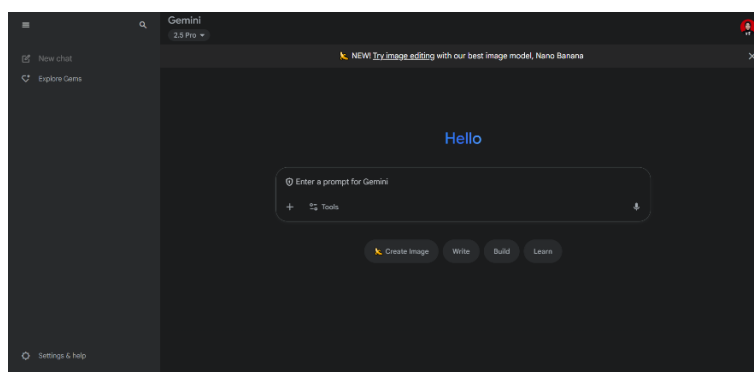 Gemini
2.5 Pro
New chat
Explore Gems
NEW! Try image editing with our best image model, Nano Banana
Hello
Enter a prompt for Gemini
Tools
Create Image
Write
Build
Learn
Settings & help